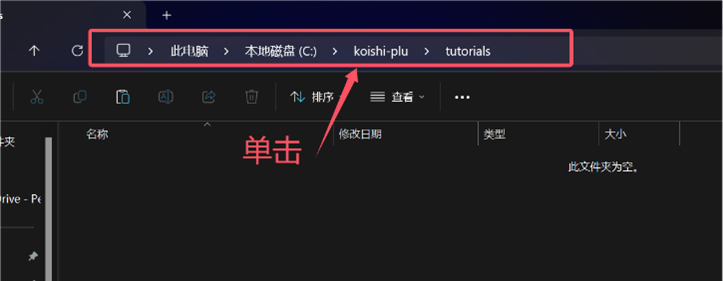 此电脑 > 本地磁盘 (C:) > koishi-plu > tutorials
排序 查看
名称 修改日期 类型 大小
单击
此文件夹为空。
件夹
rive - Pe